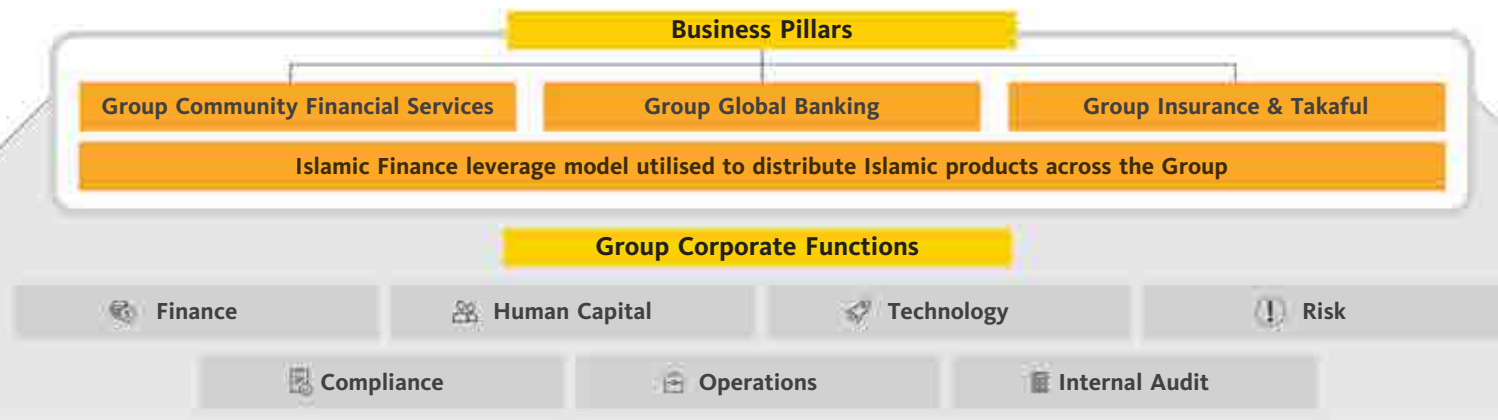 Business Pillars
Group Community Financial Services
Group Global Banking
Group Insurance & Takaful
Islamic Finance leverage model utilised to distribute Islamic products across the Group
Group Corporate Functions
Finance
Human Capital
Technology
Risk
Compliance
Operations
Internal Audit